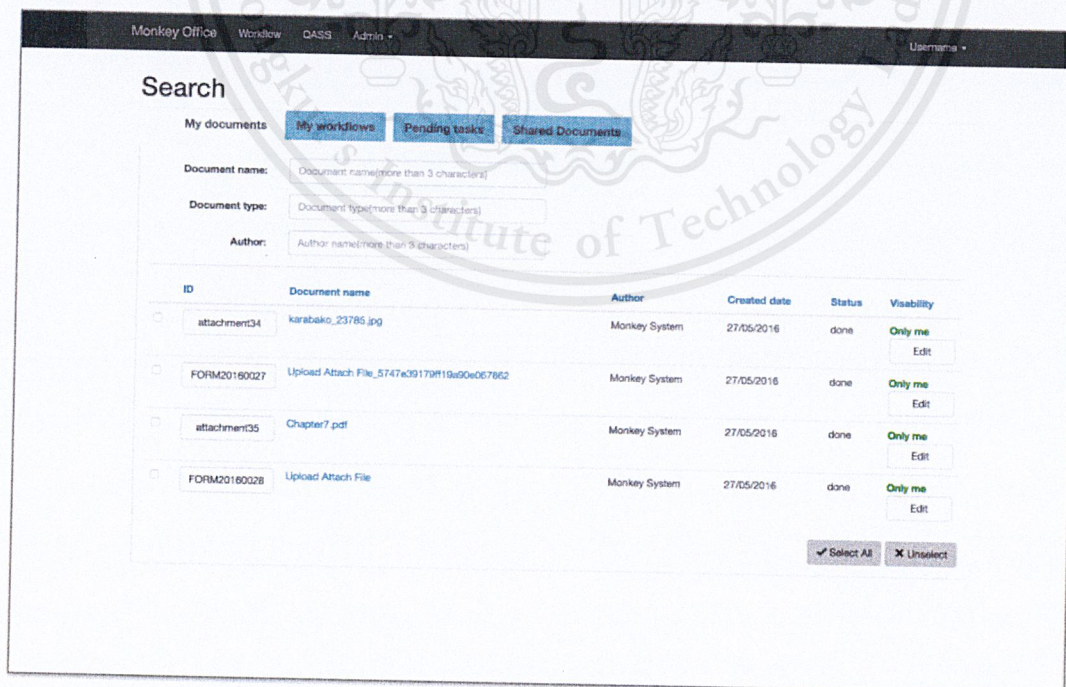 Monkey Office Workflow QASS Admin
Username
Search
My documents My workflows Pending tasks Shared Documents
Document name: Document name(more than 3 characters)
Document type: Document type(more than 3 characters)
Author: Author name(more than 3 characters)
Institute of Technology
ID Document name Author Created date Status Visability
attachment34 karabako_23785.jpg Monkey System 27/05/2016 done Only me
Edit
FORM20160027 Upload Attach File_5747e39179ff19a90e067862 Monkey System 27/05/2016 done Only me
Edit
attachment35 Chapter7.pdf Monkey System 27/05/2016 done Only me
Edit
FORM20160028 Upload Attach File Monkey System 27/05/2016 done Only me
Edit
Select All Unselect